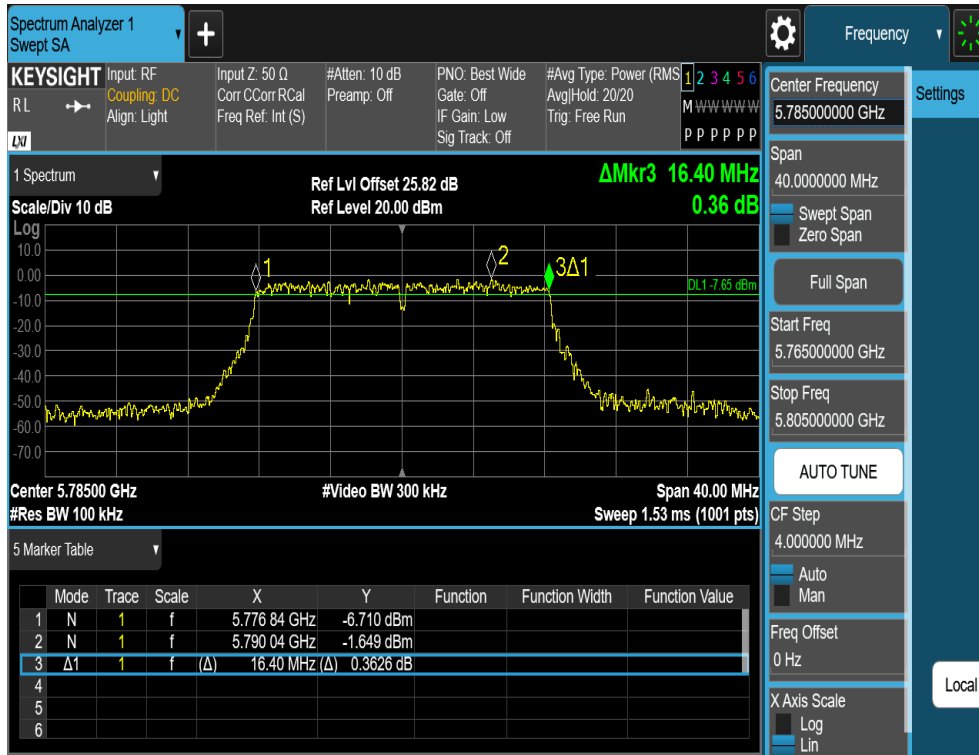 Spectrum Analyzer 1
Swept SA
+
Frequency
KEYSIGHT
RL
LXI
Input: RF
Coupling: DC
Align: Light
Input Z: 50 Ω
Corr CCorr RCal
Freq Ref: Int (S)
#Atten: 10 dB
Preamp: Off
PNO: Best Wide
Gate: Off
IF Gain: Low
Sig Track: Off
#Avg Type: Power (RMS
Avg|Hold: 20/20
Trig: Free Run
1 2 3 4 5 6
M W W W W W
P P P P P P
1 Spectrum
Scale/Div 10 dB
Ref Lvl Offset 25.82 dB
Ref Level 20.00 dBm
ΔMkr3 16.40 MHz
0.36 dB
Log
10.0
0.00
-10.0
-20.0
-30.0
-40.0
-50.0
-60.0
-70.0
1
2
3Δ1
DL1 -7.65 dBm
Center 5.78500 GHz
#Res BW 100 kHz
#Video BW 300 kHz
Span 40.00 MHz
Sweep 1.53 ms (1001 pts)
5 Marker Table
Mode Trace Scale X Y Function Function Width Function Value
1 N 1 f 5.776 84 GHz -6.710 dBm
2 N 1 f 5.790 04 GHz -1.649 dBm
3 Δ1 1 f (Δ) 16.40 MHz (Δ) 0.3626 dB
4
5
6
Center Frequency
5.785000000 GHz
Settings
Span
40.0000000 MHz
Swept Span
Zero Span
Full Span
Start Freq
5.765000000 GHz
Stop Freq
5.805000000 GHz
AUTO TUNE
CF Step
4.000000 MHz
Auto
Man
Freq Offset
0 Hz
Local
X Axis Scale
Log
Lin